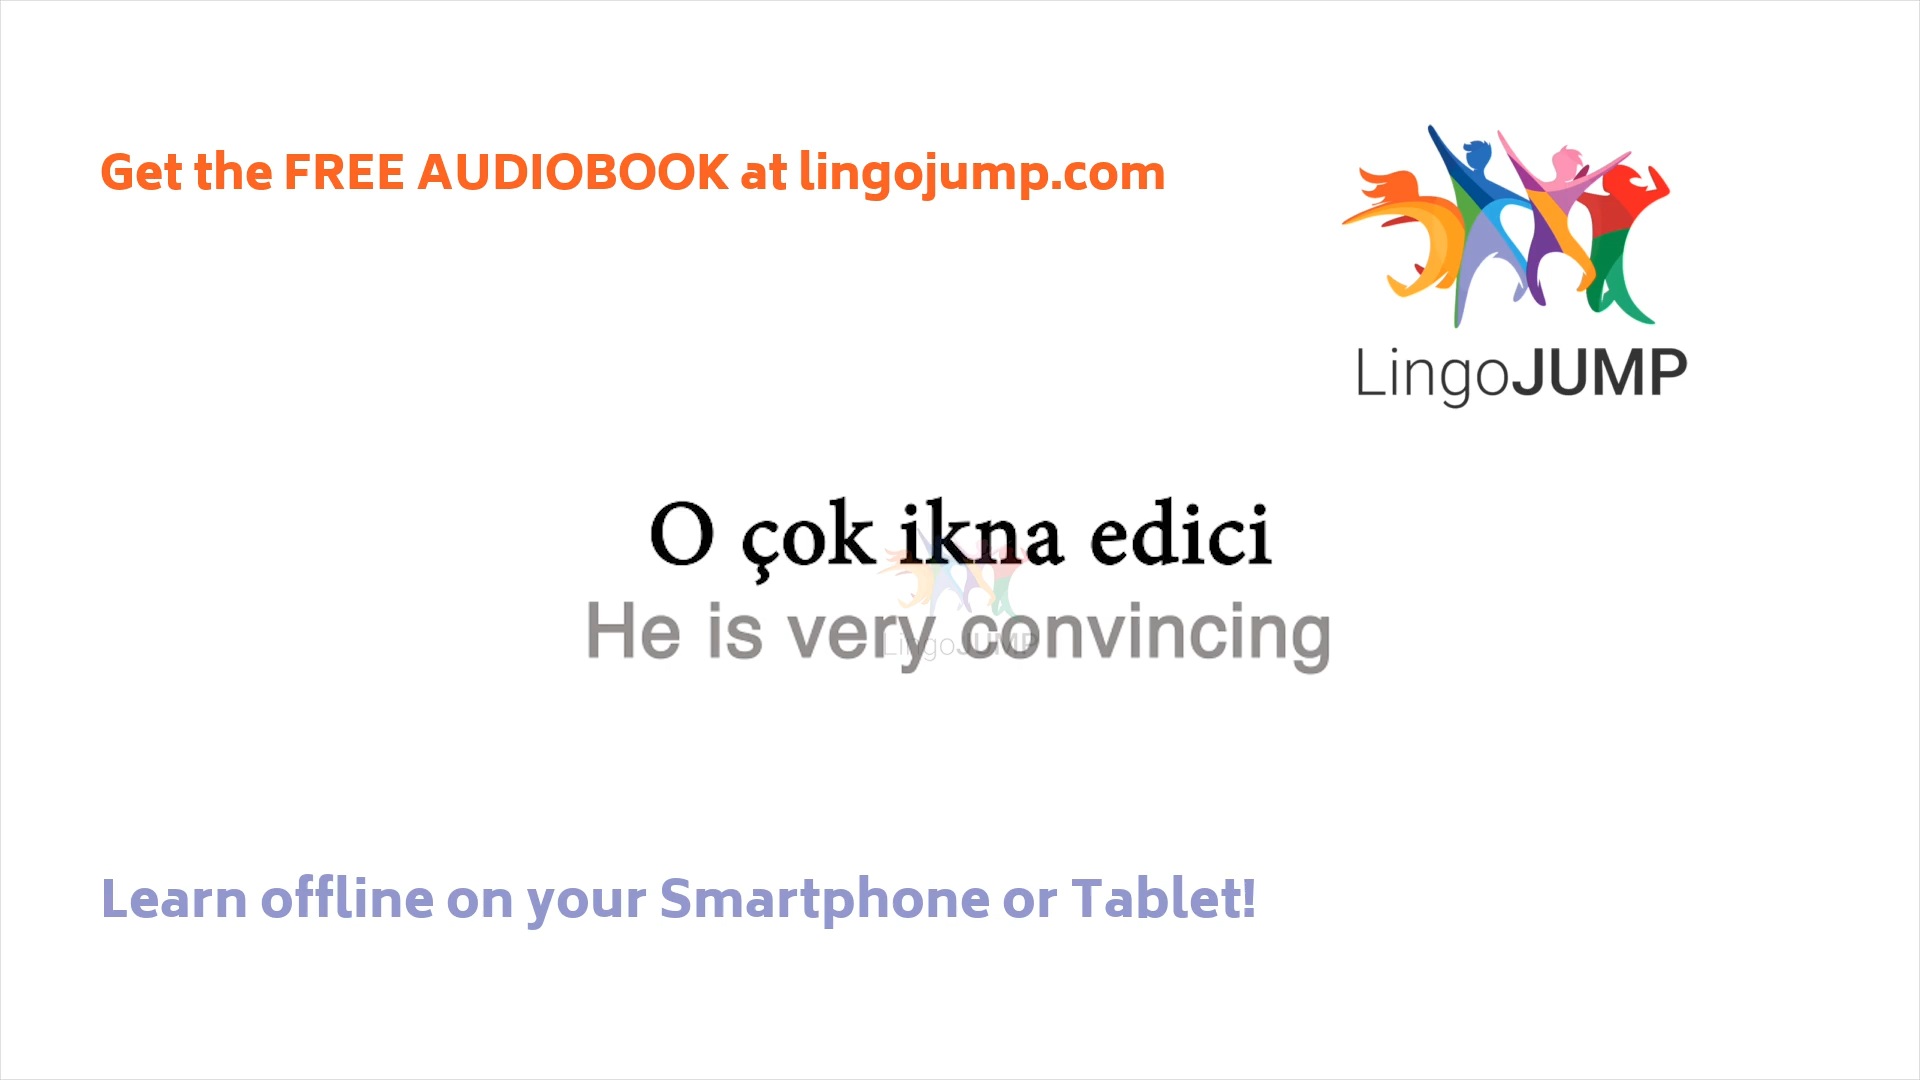 Get the FREE AUDIOBOOK at lingojump.com
LingoJUMP
O çok ikna edici
He is very convincing
LingoJUMP
Learn offline on your Smartphone or Tablet!